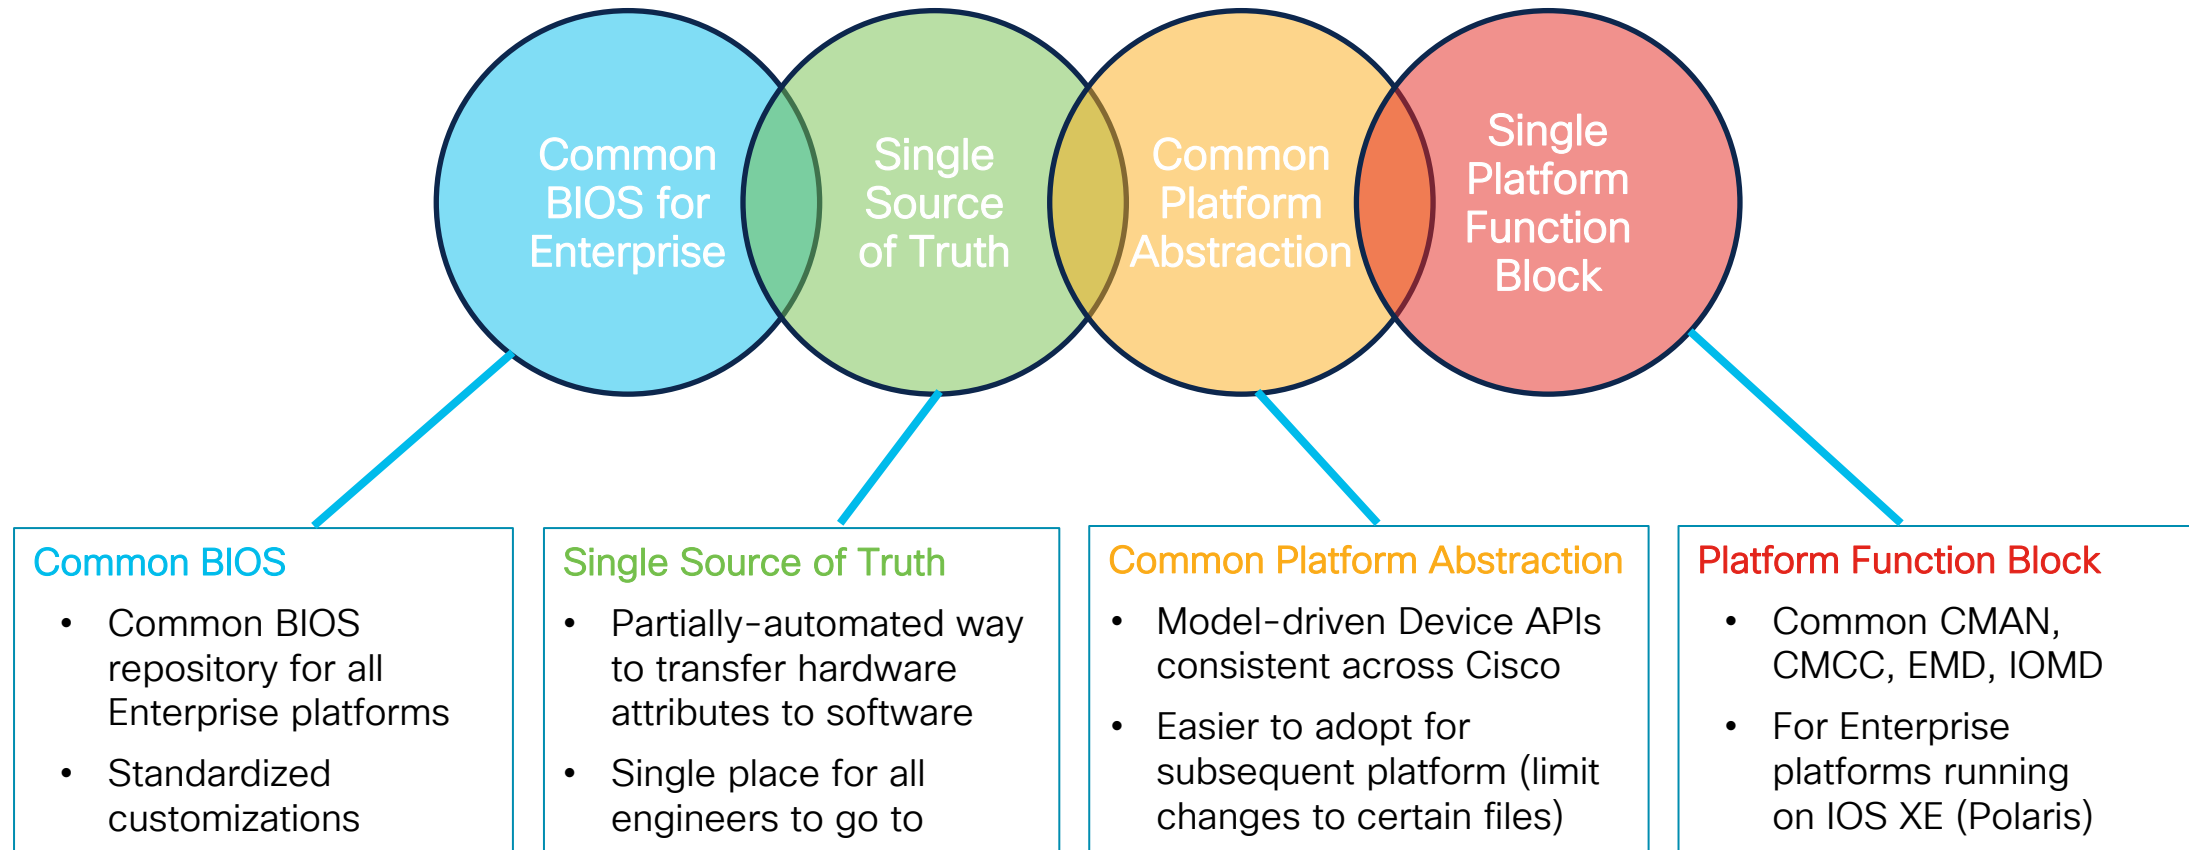 Common
BIOS for
Enterprise
Single
Source
of Truth
Common
Platform
Abstraction
Single
Platform
Function
Block
Common BIOS
• Common BIOS
repository for all
Enterprise platforms
• Standardized
customizations
Single Source of Truth
• Partially-automated way
to transfer hardware
attributes to software
• Single place for all
engineers to go to
Common Platform Abstraction
• Model-driven Device APIs
consistent across Cisco
• Easier to adopt for
subsequent platform (limit
changes to certain files)
Platform Function Block
• Common CMAN,
CMCC, EMD, IOMD
• For Enterprise
platforms running
on IOS XE (Polaris)